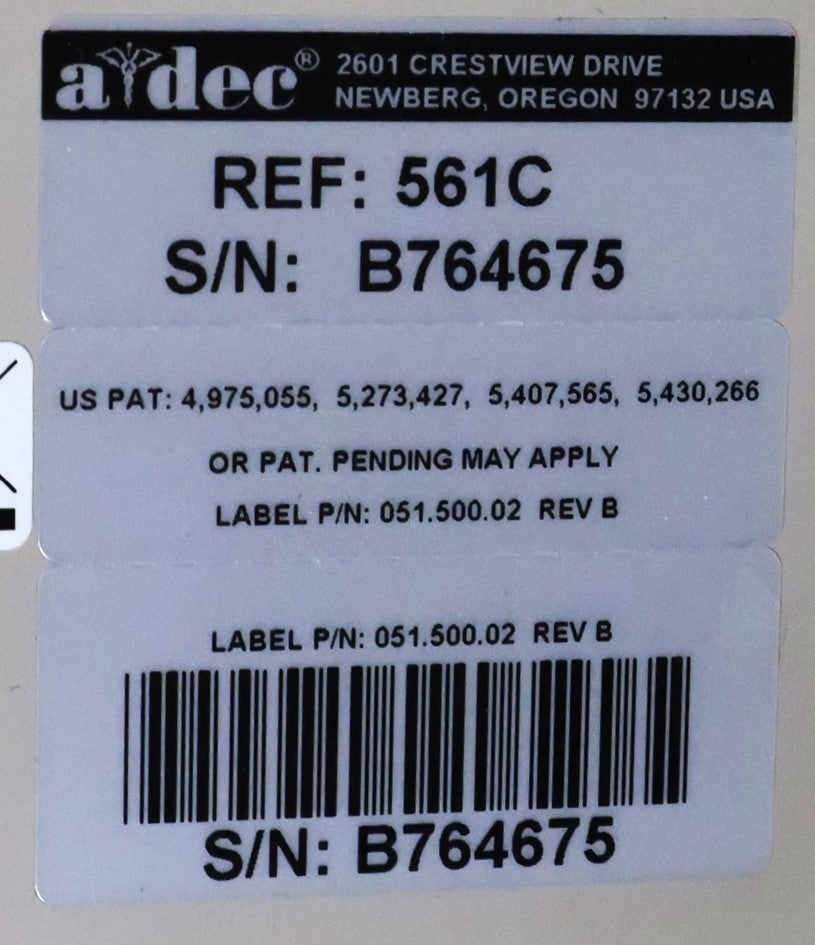 a dec® 2601 CRESTVIEW DRIVE
NEWBERG, OREGON 97132 USA
REF: 561C
S/N: B764675
US PAT: 4,975,055, 5,273,427, 5,407,565, 5,430,266
OR PAT. PENDING MAY APPLY
LABEL P/N: 051.500.02 REV B
LABEL P/N: 051.500.02 REV B
S/N: B764675